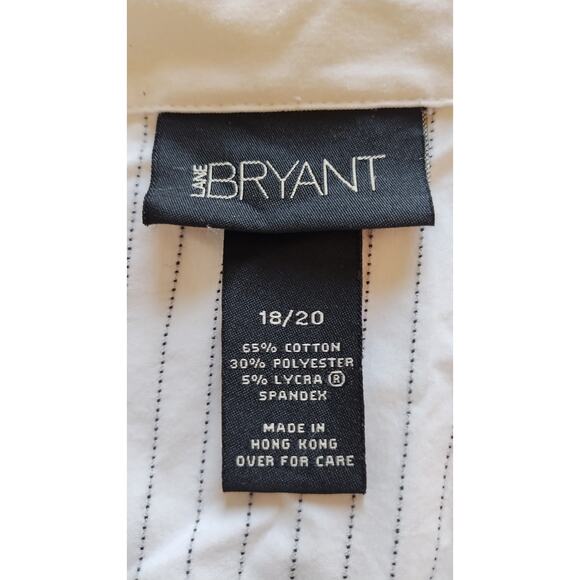 LANE BRYANT
18/20
65% COTTON
30% POLYESTER
5% LYCRA ®
SPANDEX
MADE IN
HONG KONG
OVER FOR CARE